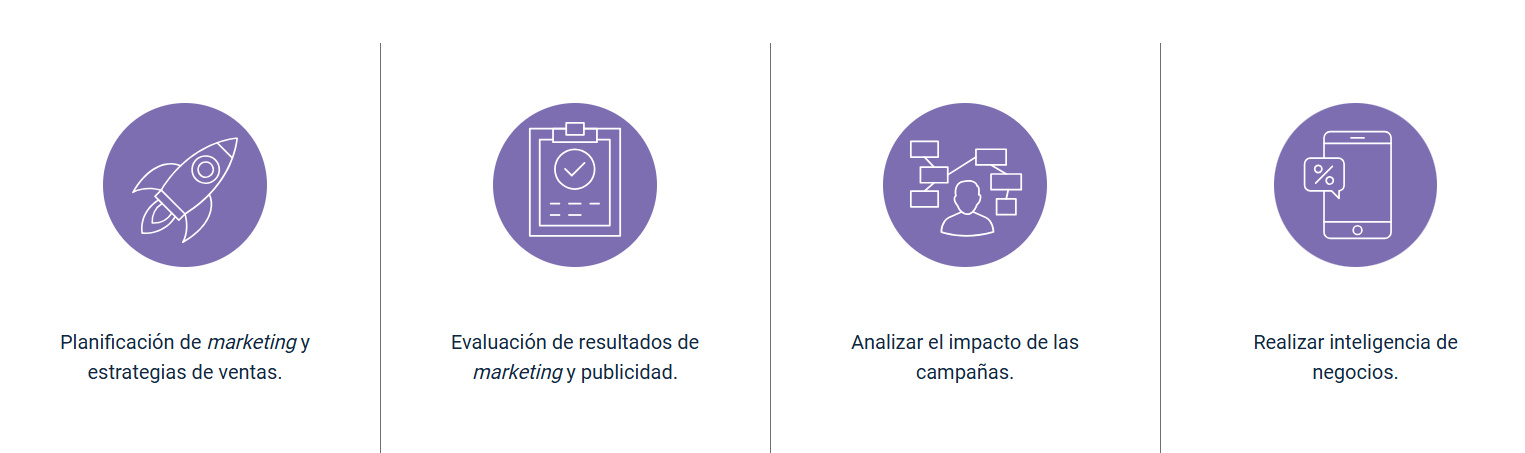 Planificación de marketing y
estrategias de ventas.
Evaluación de resultados de
marketing y publicidad.
Analizar el impacto de las
campañas.
Realizar inteligencia de
negocios.